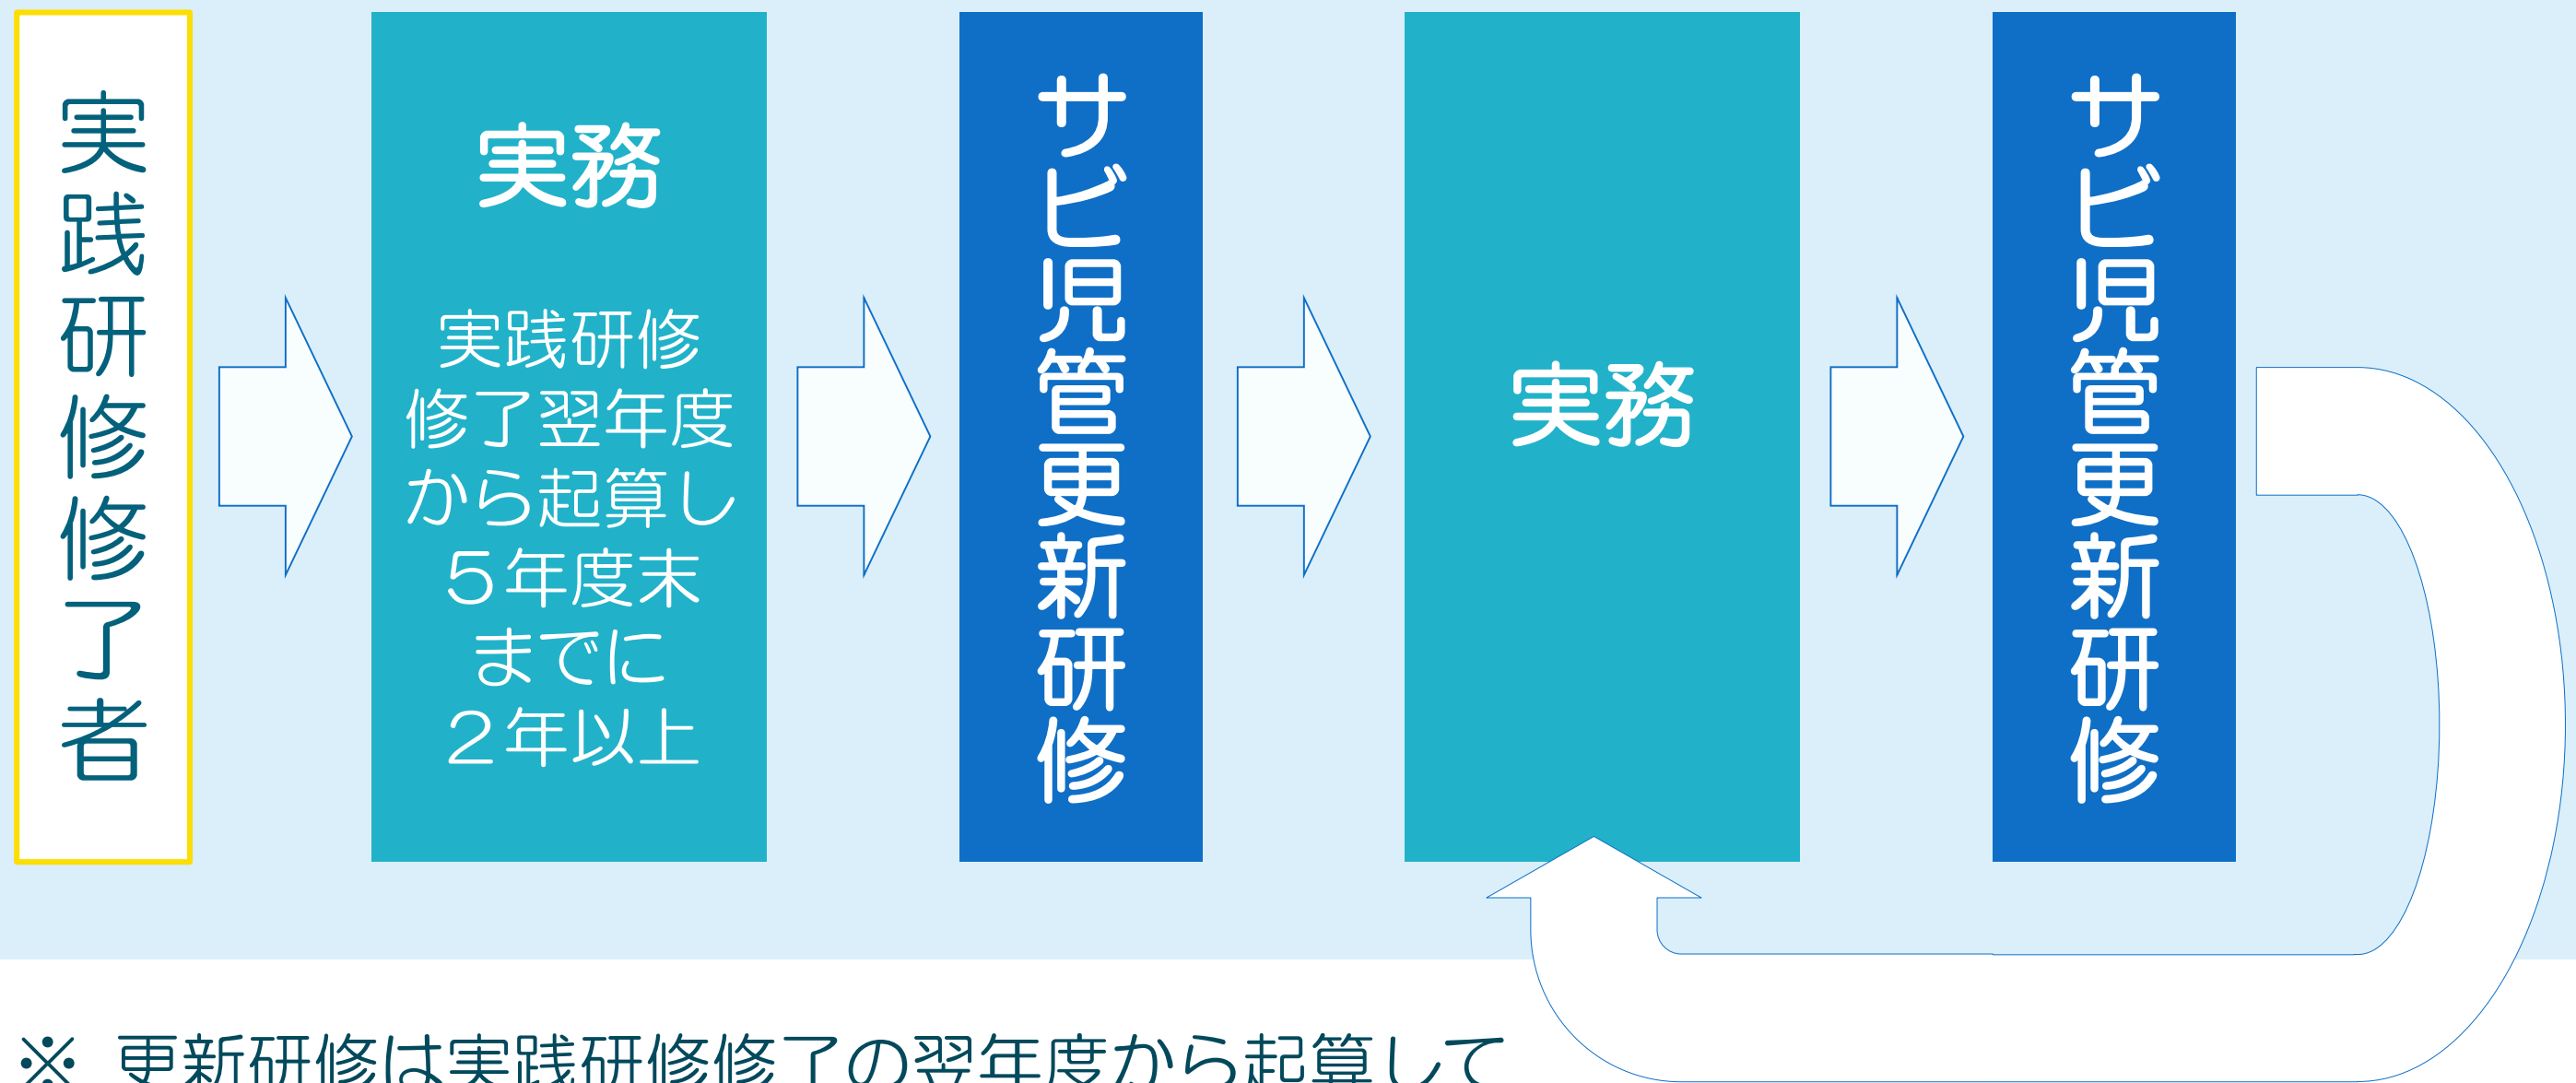 実践研修修了者
実務
実践研修
修了翌年度
から起算し
５年度末
までに
２年以上
サビ児管更新研修
実務
サビ児管更新研修
※ 更新研修は実践研修修了の翌年度から起算して